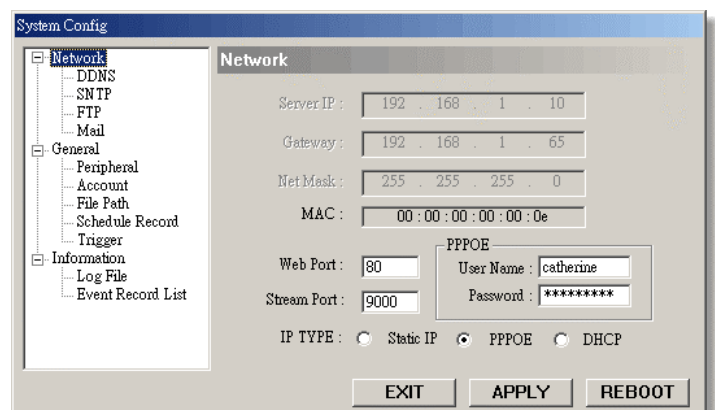 System Config
Network
DDNS
SNTP
FTP
Mail
General
Peripheral
Account
File Path
Schedule Record
Trigger
Information
Log File
Event Record List
Network
Server IP : 192 . 168 . 1 . 10
Gateway : 192 . 168 . 1 . 65
Net Mask : 255 . 255 . 255 . 0
MAC : 00 : 00 : 00 : 00 : 00 : 0e
Web Port : 80
Stream Port : 9000
PPPOE
User Name : catherine
Password : *********
IP TYPE : Static IP PPPOE DHCP
EXIT APPLY REBOOT